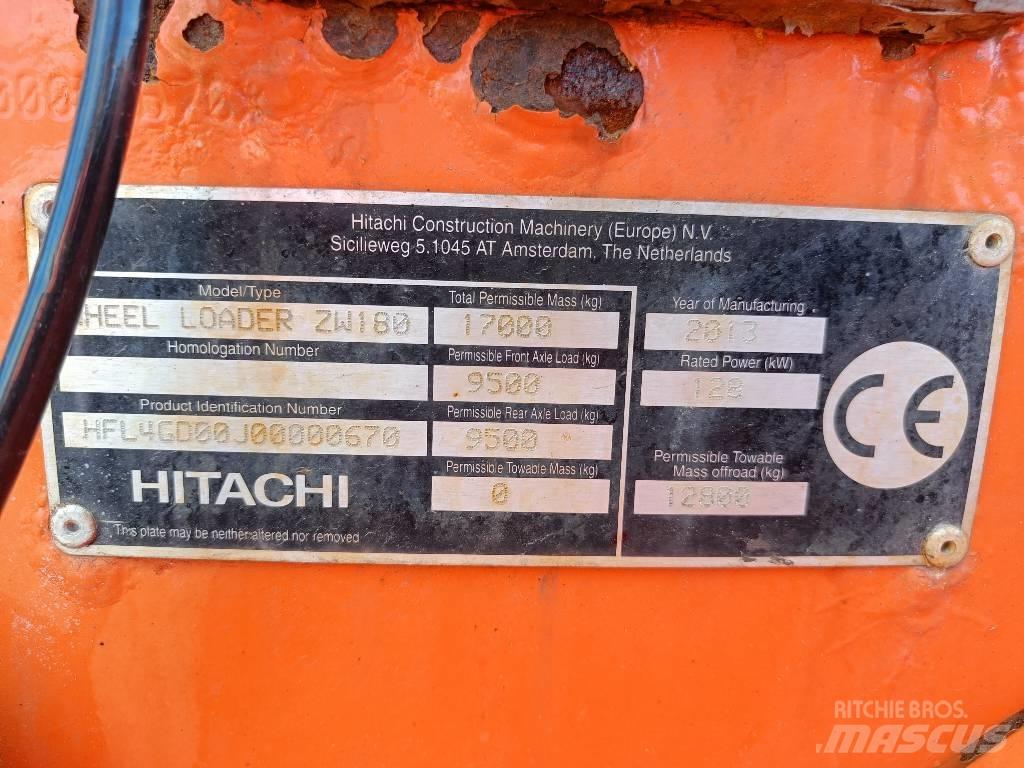 Hitachi Construction Machinery (Europe) N.V.
Sicilieweg 5.1045 AT Amsterdam, The Netherlands
Model/Type
HEEL LOADER ZW180
Homologation Number
Product Identification Number
HFL4GD00J00000670
HITACHI
This plate may be neither altered nor removed
Total Permissible Mass (kg)
17000
Permissible Front Axle Load (kg)
9500
Permissible Rear Axle Load (kg)
9500
Permissible Towable Mass (kg)
0
Year of Manufacturing
2013
Rated Power (kW)
128
Permissible Towable
Mass offroad (kg)
12800
CE
RITCHIE BROS.
MASCUS